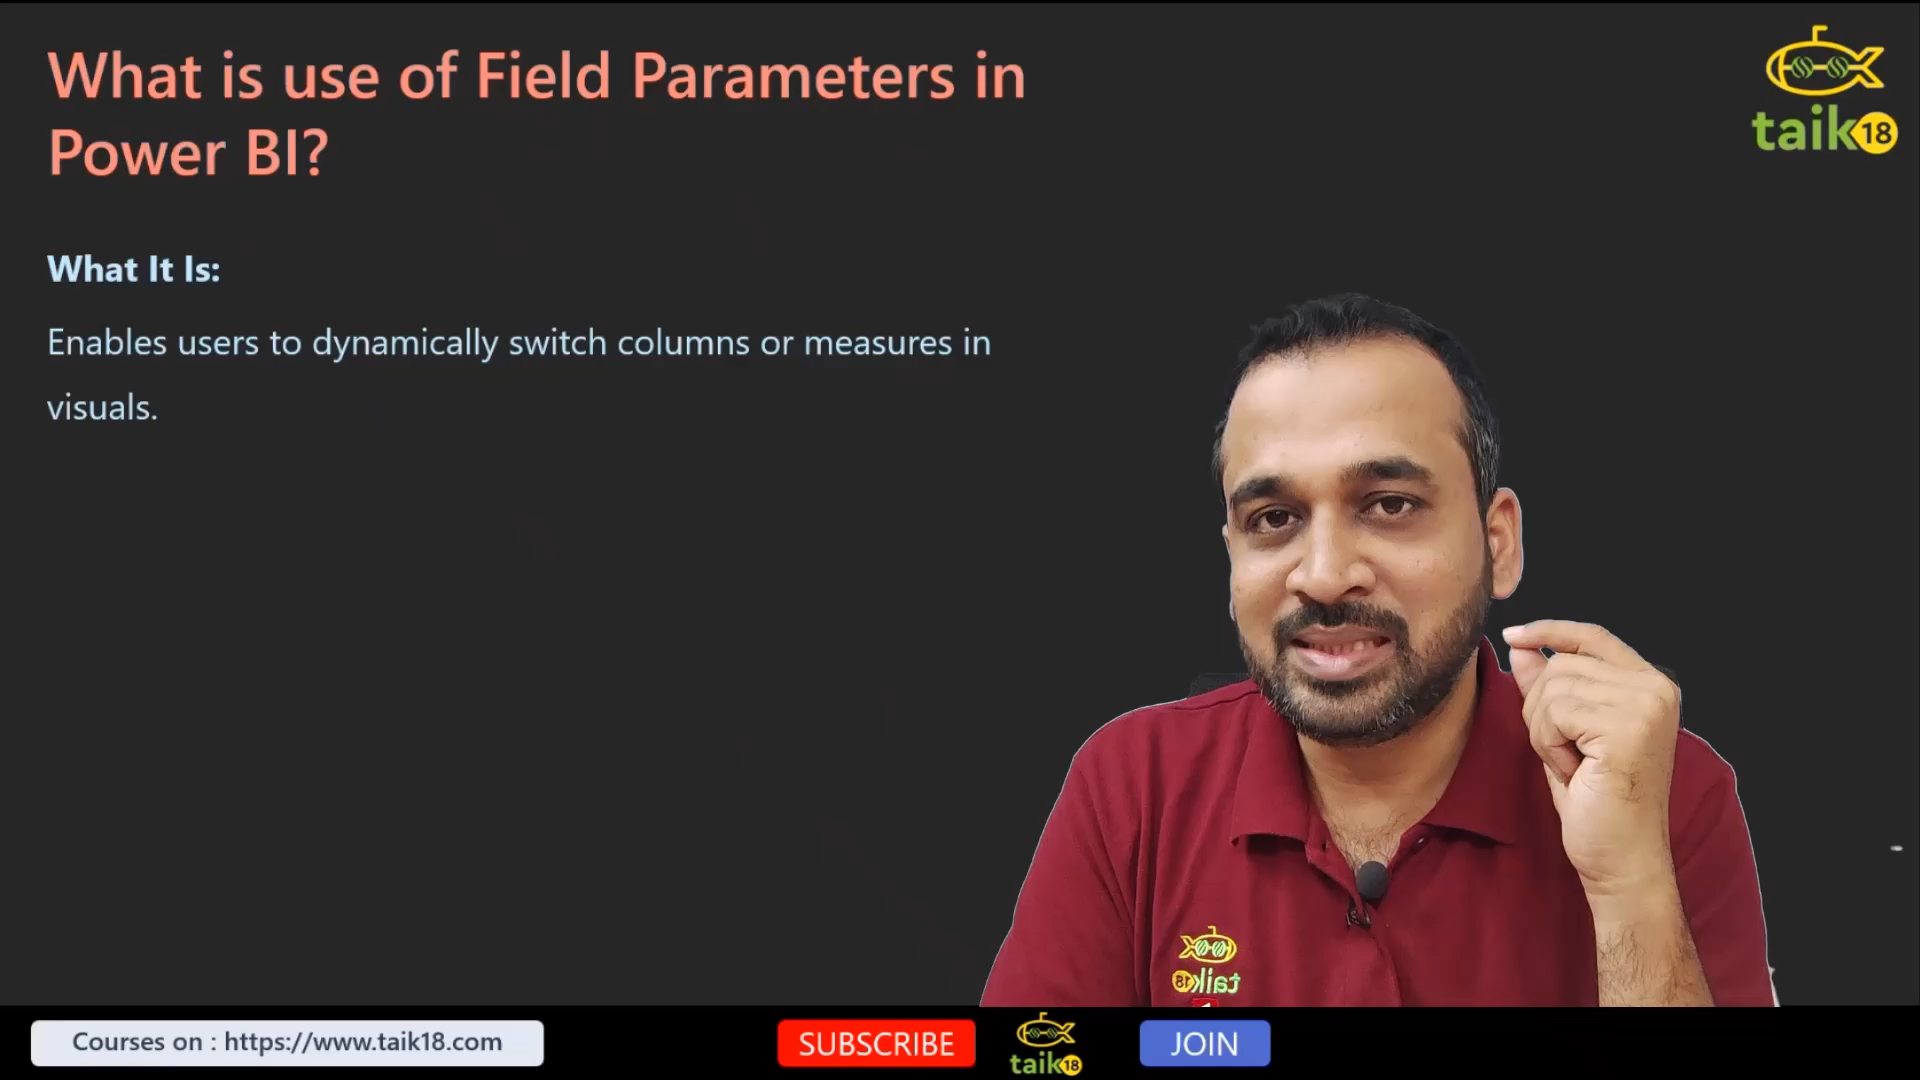 What is use of Field Parameters in
Power BI?
taik18
What It Is:
Enables users to dynamically switch columns or measures in
visuals.
taik18
Courses on : https://www.taik18.com
SUBSCRIBE
taik18
JOIN